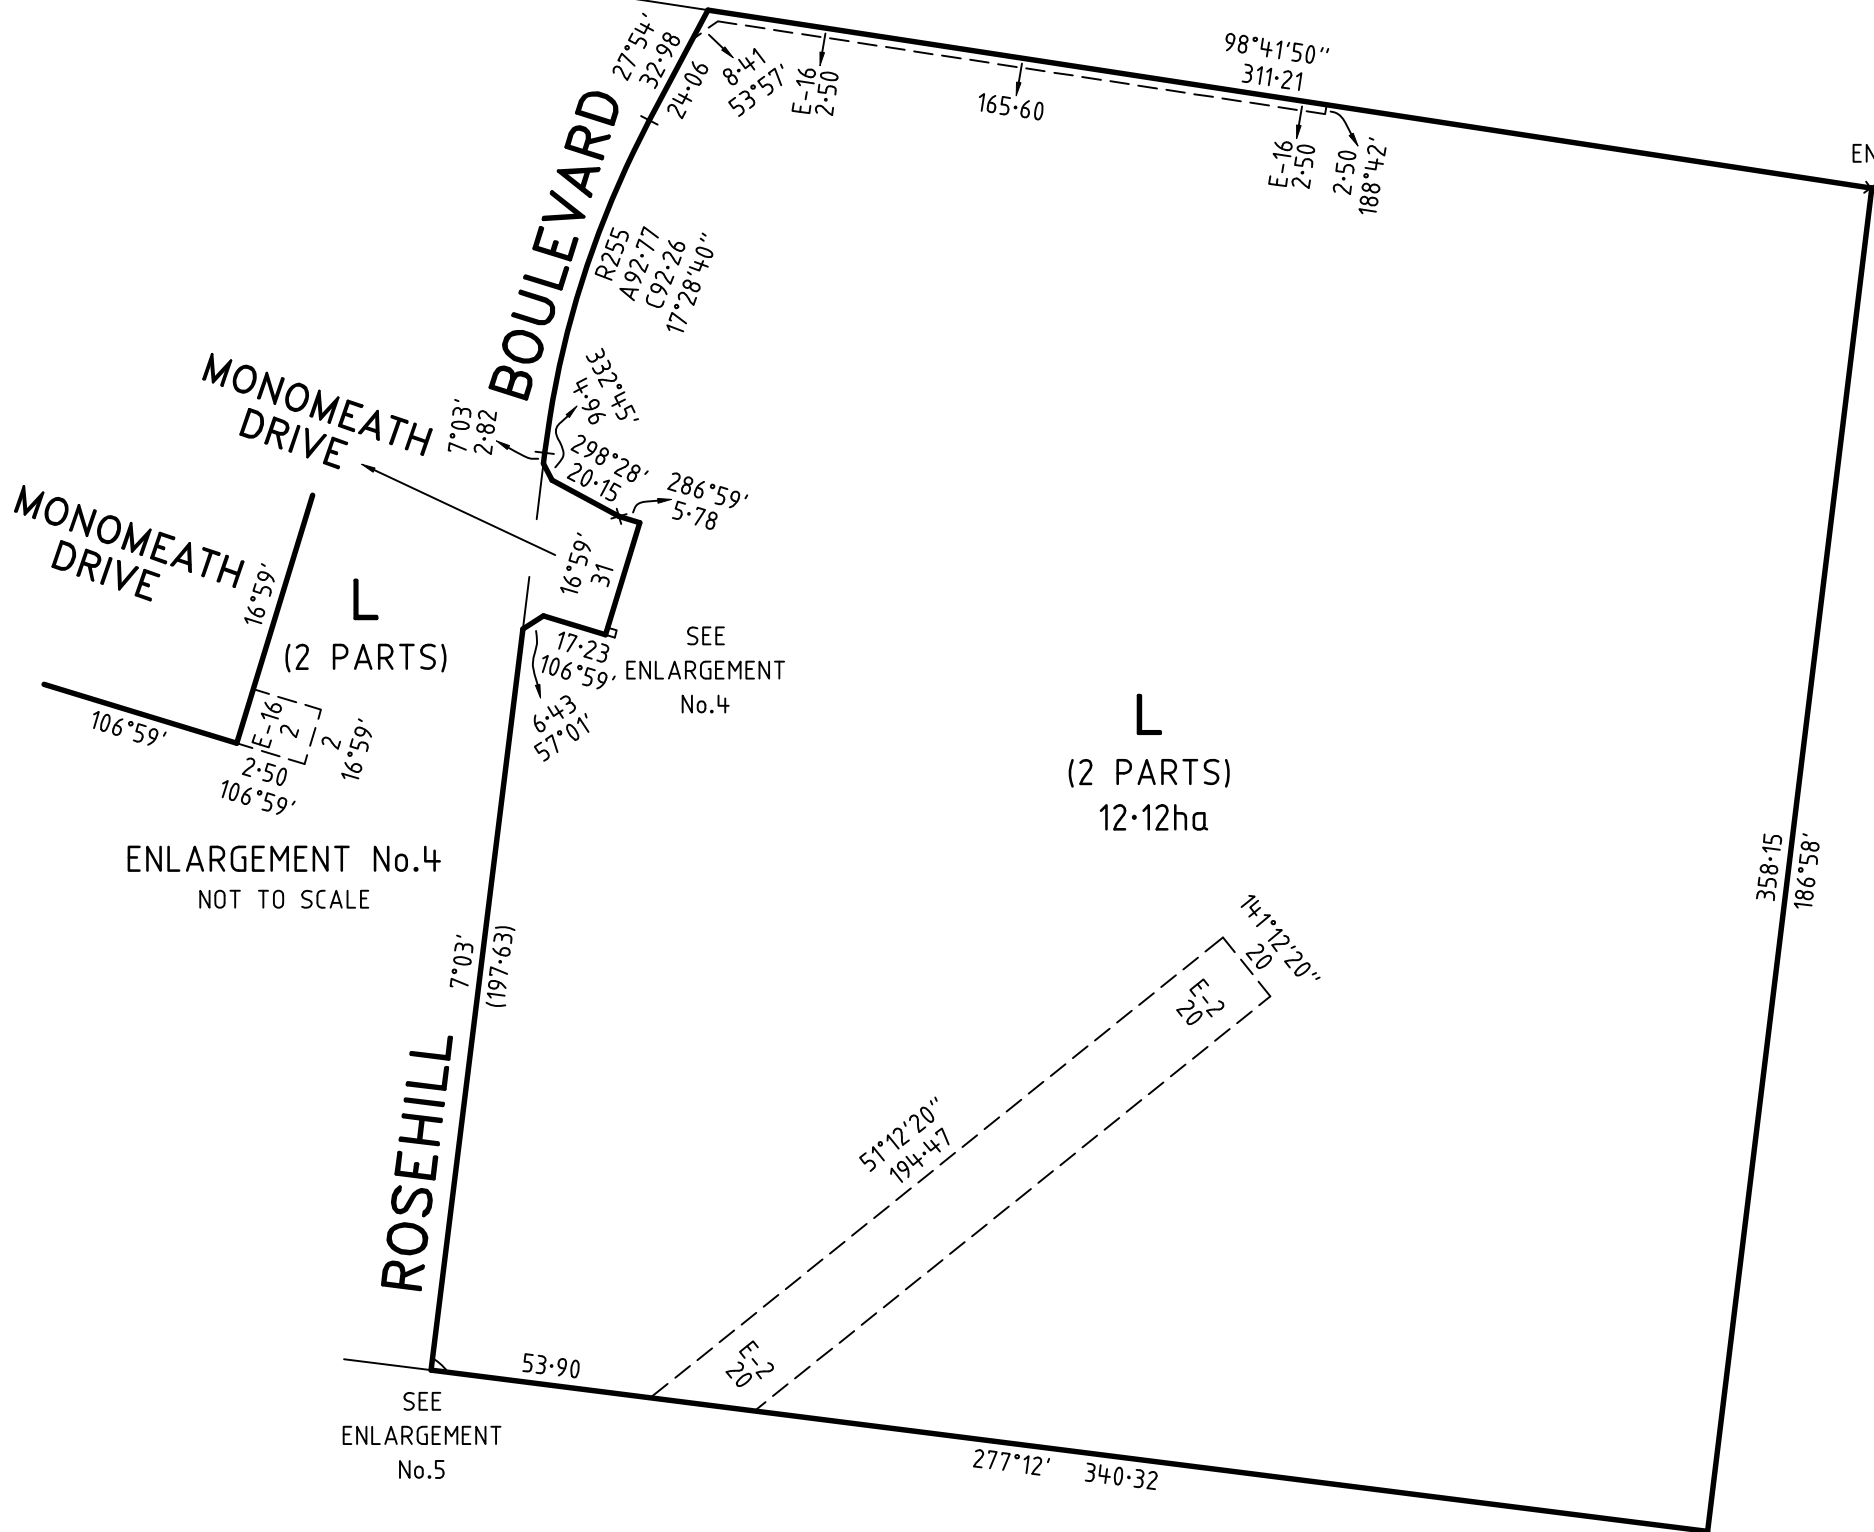 27°54'
32·98
24·06
8·41
53°57'
E-16
2·50
165·60
98°41'50"
311·21
E-16
2·50
2·50
188°42'
EN
BOULEVARD
R255
A92·77
C92·26
17°28'40"
MONOMEATH
DRIVE
7°03'
2·82
332°45'
4·96
298°28'
20·15
286°59'
5·78
16°59'
31
MONOMEATH
DRIVE
16°59'
L
(2 PARTS)
106°59'
E-16
2
2
16°59'
2·50
106°59'
ENLARGEMENT No.4
NOT TO SCALE
17·23
106°59'
6·43
57°01'
SEE
ENLARGEMENT
No.4
L
(2 PARTS)
12·12ha
358·15
186°58'
7°03'
(197·63)
ROSEHILL
141°12'20"
20
E-2
20
51°12'20"
194·47
E-2
20
53·90
SEE
ENLARGEMENT
No.5
277°12' 340·32